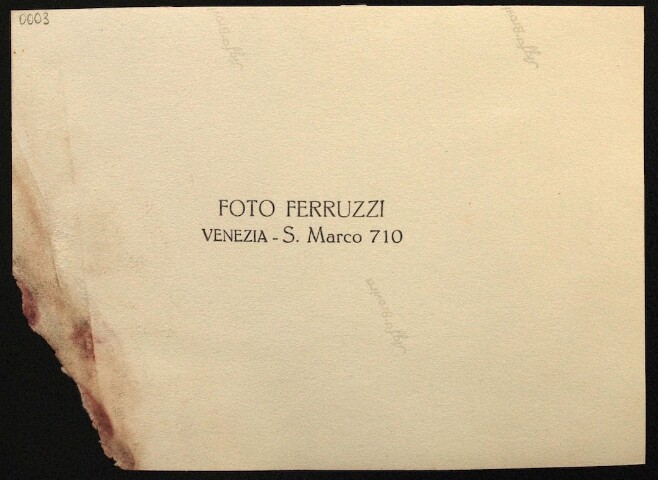 0003
FOTO FERRUZZI
VENEZIA - S. Marco 710